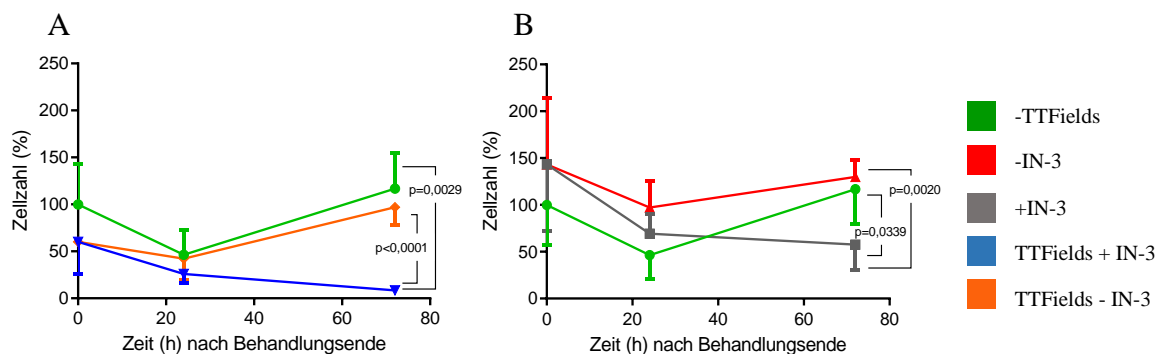 A
250
200
150
100
50
0
Zellzahl (%)
0 20 40 60 80
Zeit (h) nach Behandlungsende
p=0,0029
p<0,0001
B
250
200
150
100
50
0
Zellzahl (%)
0 20 40 60 80
Zeit (h) nach Behandlungsende
p=0,0020
p=0,0339
-TTFields
-IN-3
+IN-3
TTFields + IN-3
TTFields - IN-3